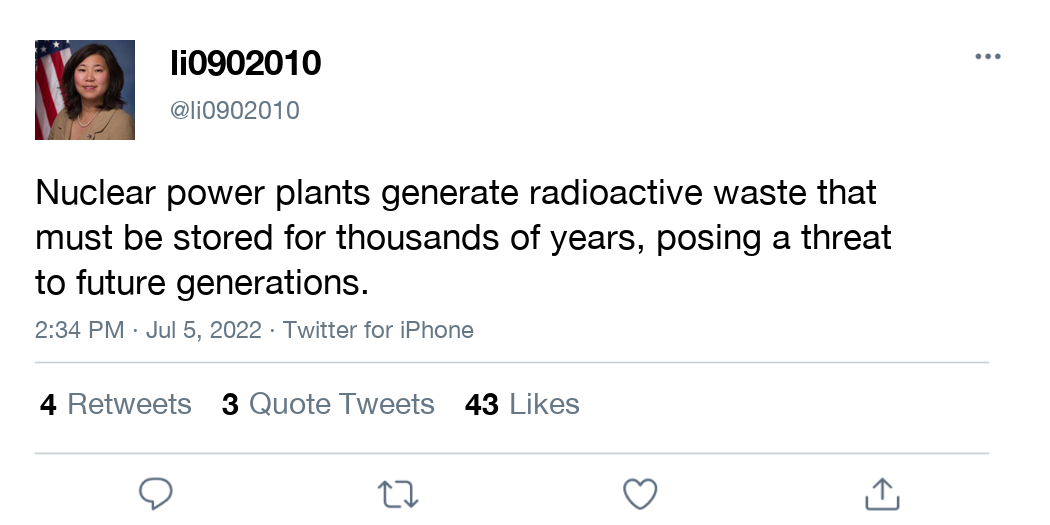 li0902010
@li0902010
Nuclear power plants generate radioactive waste that
must be stored for thousands of years, posing a threat
to future generations.
2:34 PM · Jul 5, 2022 · Twitter for iPhone
4 Retweets 3 Quote Tweets 43 Likes